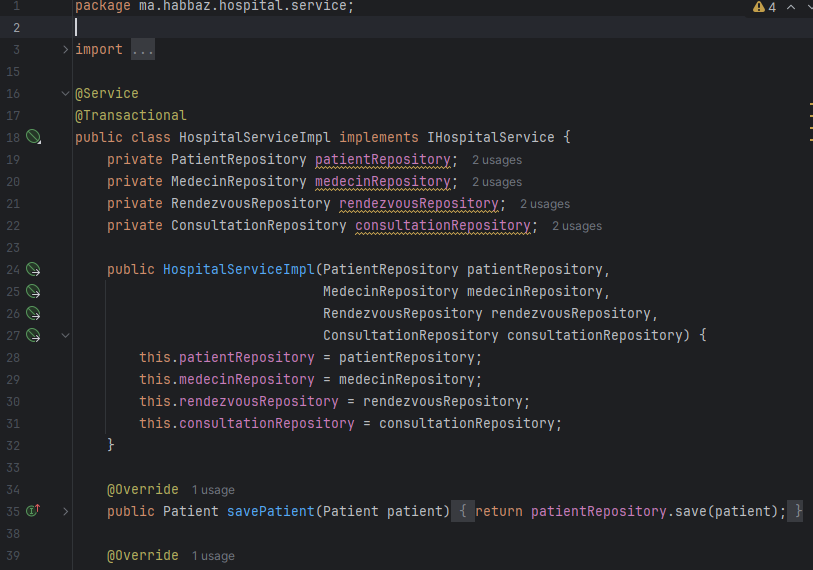 1 package ma.habbaz.hospital.service; 4
2
3 import ...
15
16 @Service
17 @Transactional
18 public class HospitalServiceImpl implements IHospitalService {
19 private PatientRepository patientRepository; 2 usages
20 private MedecinRepository medecinRepository; 2 usages
21 private RendezvousRepository rendezvousRepository; 2 usages
22 private ConsultationRepository consultationRepository; 2 usages
23
24 public HospitalServiceImpl(PatientRepository patientRepository,
25 MedecinRepository medecinRepository,
26 RendezvousRepository rendezvousRepository,
27 ConsultationRepository consultationRepository) {
28 this.patientRepository = patientRepository;
29 this.medecinRepository = medecinRepository;
30 this.rendezvousRepository = rendezvousRepository;
31 this.consultationRepository = consultationRepository;
32 }
33
34 @Override 1 usage
35 public Patient savePatient(Patient patient) { return patientRepository.save(patient); }
38
39 @Override 1 usage